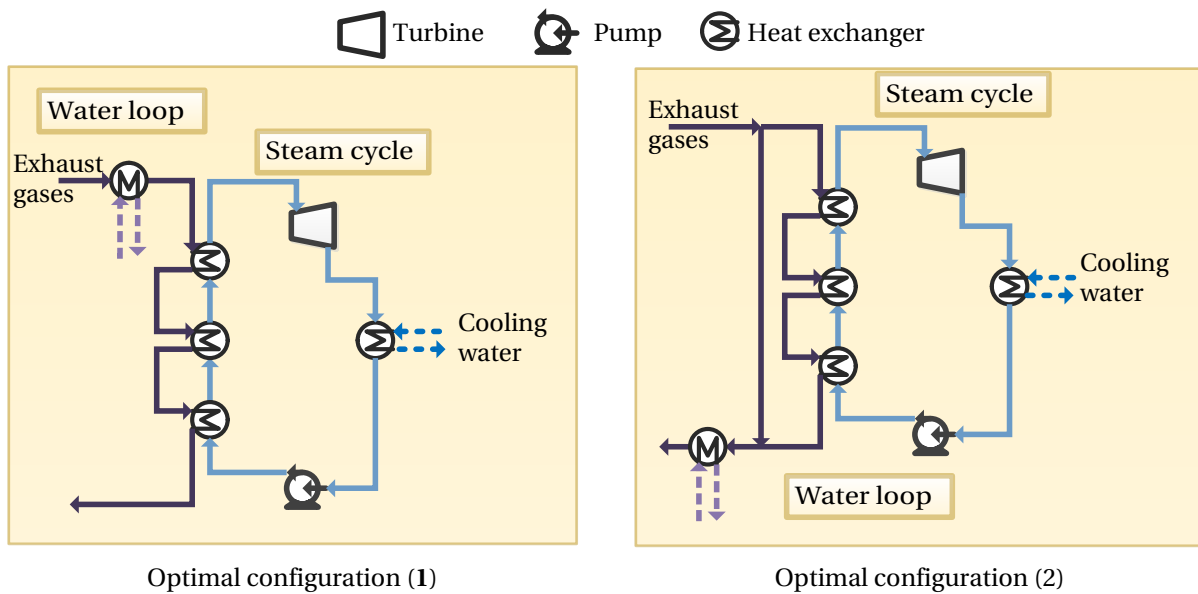 Turbine
Pump
Heat exchanger
Water loop
Steam cycle
Exhaust
gases
Cooling
water
Optimal configuration (1)
Steam cycle
Exhaust
gases
Cooling
water
Water loop
Optimal configuration (2)